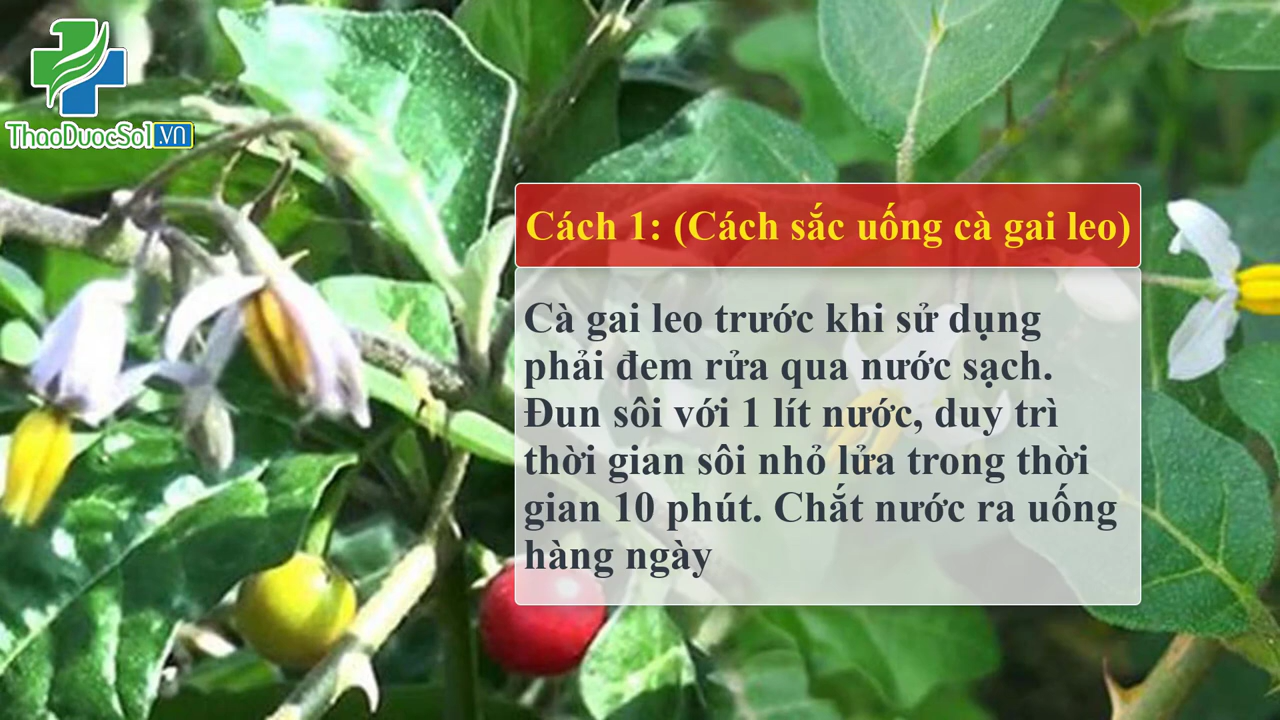 ThaoDuocSol.VN
Cách 1: (Cách sắc uống cà gai leo)
Cà gai leo trước khi sử dụng
phải đem rửa qua nước sạch.
Đun sôi với 1 lít nước, duy trì
thời gian sôi nhỏ lửa trong thời
gian 10 phút. Chắt nước ra uống
hàng ngày